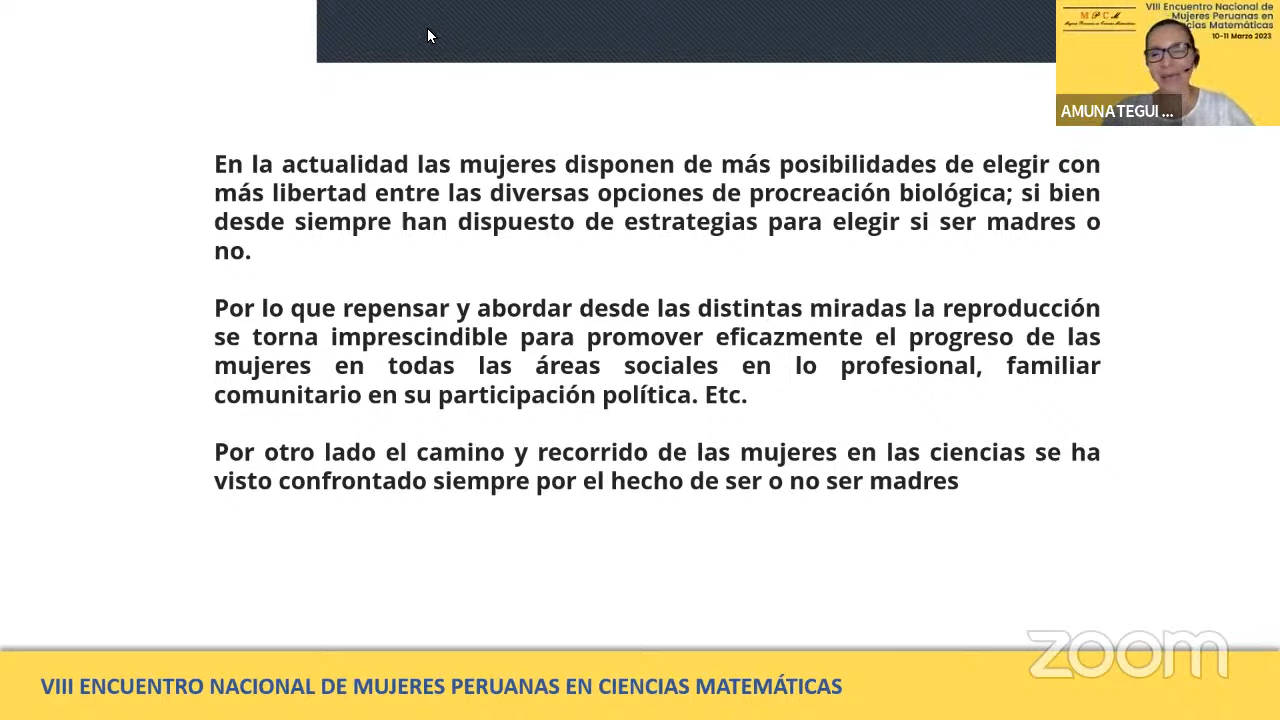 VIII Encuentro Nacional de
Mujeres Peruanas en
Ciencias Matemáticas
10-11 Marzo 2023
M P C M
Mujeres Peruanas en Ciencias Matemáticas
AMUNATEGUI ...
En la actualidad las mujeres disponen de más posibilidades de elegir con
más libertad entre las diversas opciones de procreación biológica; si bien
desde siempre han dispuesto de estrategias para elegir si ser madres o
no.
Por lo que repensar y abordar desde las distintas miradas la reproducción
se torna imprescindible para promover eficazmente el progreso de las
mujeres en todas las áreas sociales en lo profesional, familiar
comunitario en su participación política. Etc.
Por otro lado el camino y recorrido de las mujeres en las ciencias se ha
visto confrontado siempre por el hecho de ser o no ser madres
zoom
VIII ENCUENTRO NACIONAL DE MUJERES PERUANAS EN CIENCIAS MATEMÁTICAS